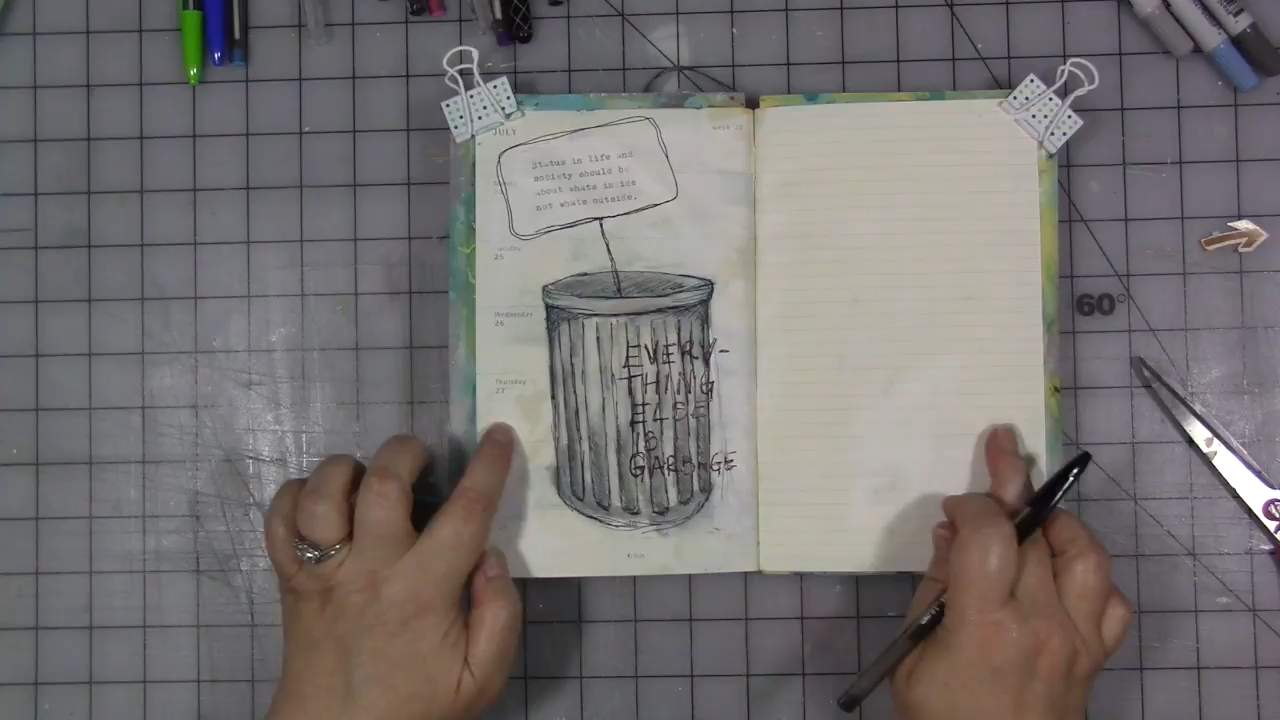 JULY
Status in life and
society should be
about whats inside
not whats outside.
25
Wednesday
26
Thursday
27
EVERY-
THING
ELSE
IS
GARBAGE
60°